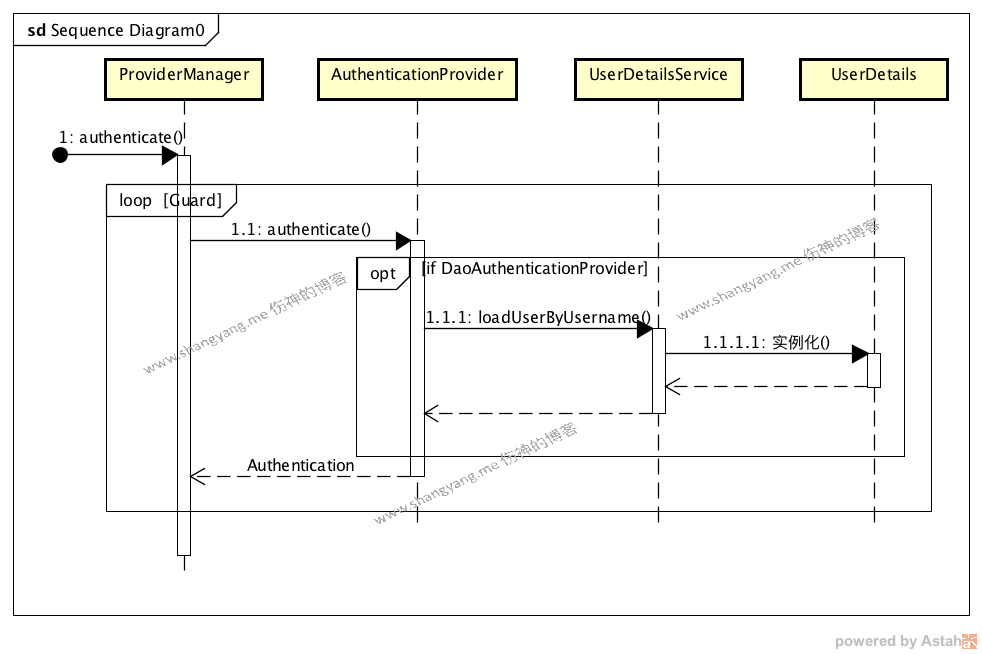 sd Sequence Diagram0
ProviderManager
AuthenticationProvider
UserDetailsService
UserDetails
1: authenticate()
loop [Guard]
1.1: authenticate()
opt
[if DaoAuthenticationProvider]
www.shangyang.me 伤神的博客
www.shangyang.me 伤神的博客
1.1.1: loadUserByUsername()
1.1.1.1: 实例化()
Authentication
www.shangyang.me 伤神的博客
powered by Astah